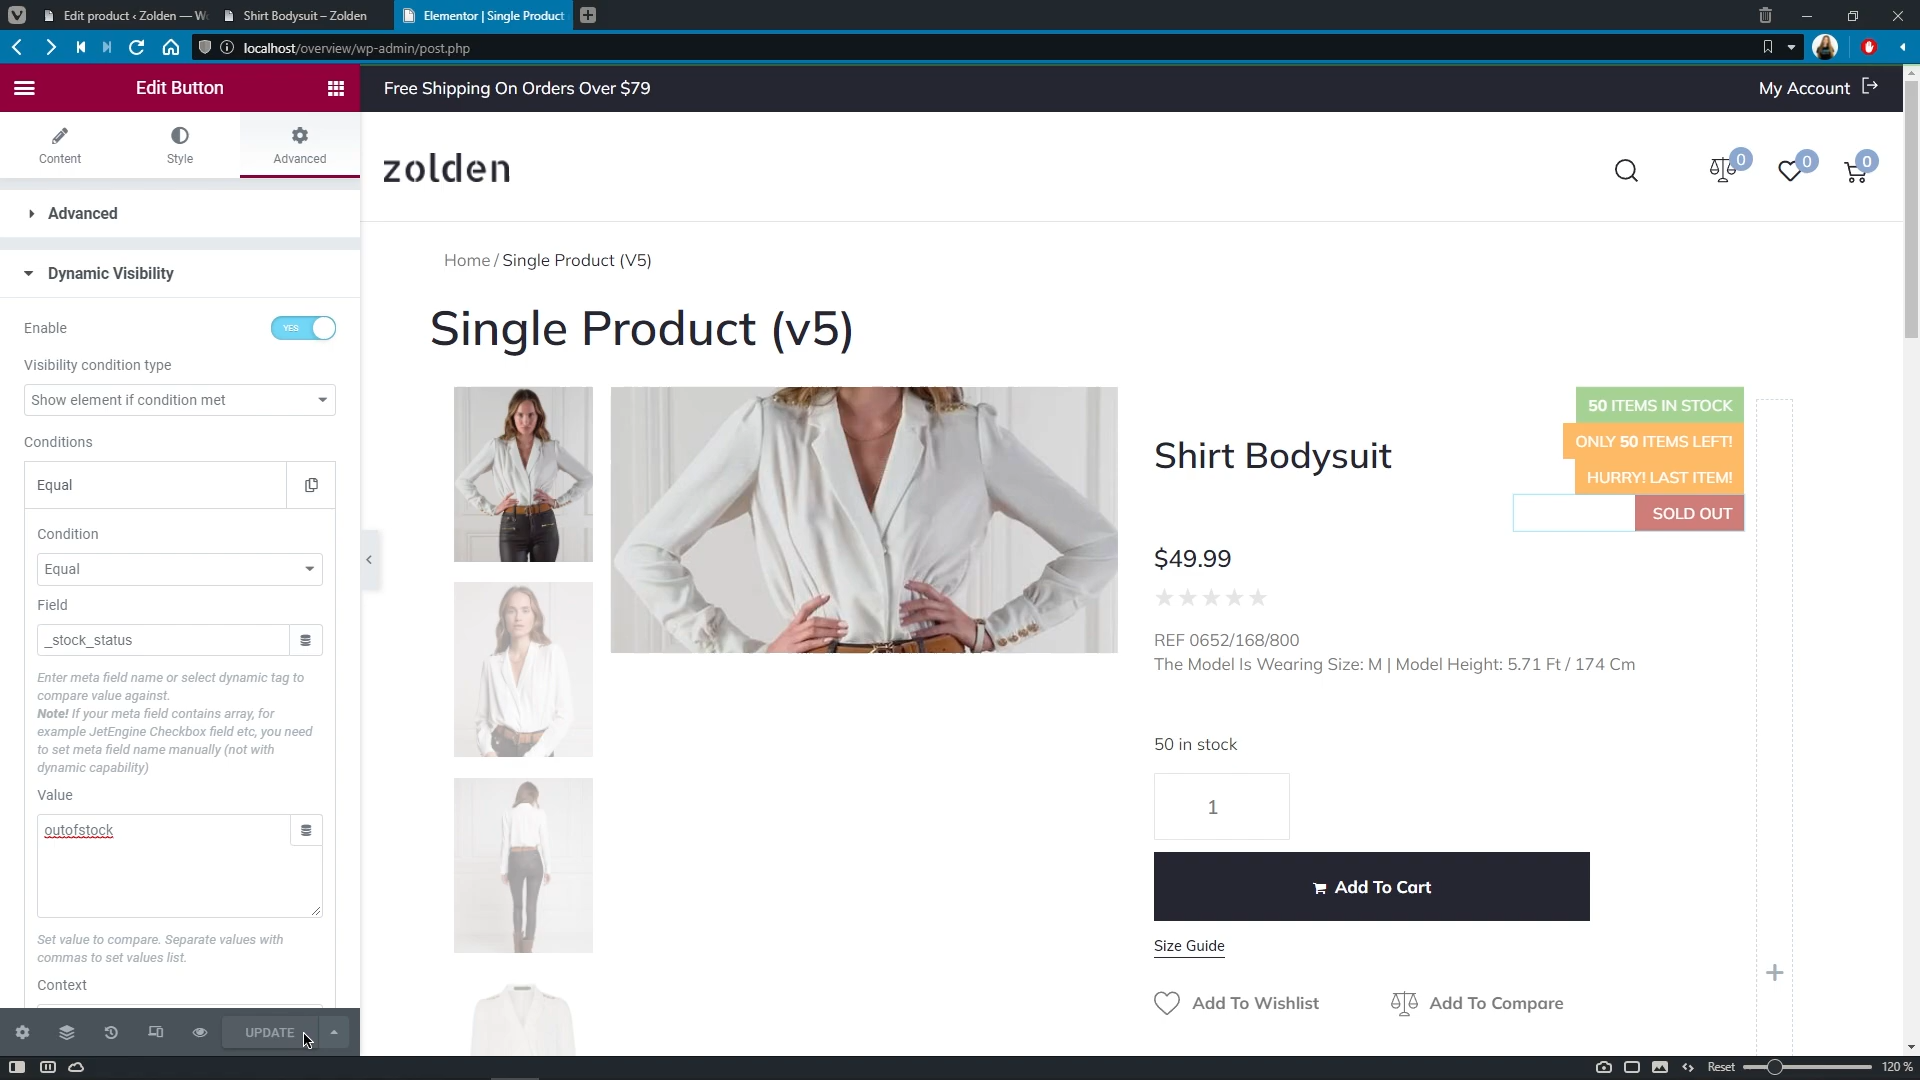 Edit product ‹ Zolden — W
Shirt Bodysuit – Zolden
Elementor | Single Product
localhost/overview/wp-admin/post.php
Edit Button
Content
Style
Advanced
Advanced
Dynamic Visibility
Enable
YES
Visibility condition type
Show element if condition met
Conditions
Equal
Condition
Equal
Field
_stock_status
Enter meta field name or select dynamic tag to
compare value against.
Note! If your meta field contains array, for
example JetEngine Checkbox field etc, you need
to set meta field name manually (not with
dynamic capability)
Value
outofstock
Set value to compare. Separate values with
commas to set values list.
Context
UPDATE
Free Shipping On Orders Over $79
My Account
zolden
0
0
0
Home / Single Product (V5)
Single Product (v5)
50 ITEMS IN STOCK
ONLY 50 ITEMS LEFT!
HURRY! LAST ITEM!
SOLD OUT
Shirt Bodysuit
$49.99
REF 0652/168/800
The Model Is Wearing Size: M | Model Height: 5.71 Ft / 174 Cm
50 in stock
1
Add To Cart
Size Guide
Add To Wishlist
Add To Compare
Reset
120 %